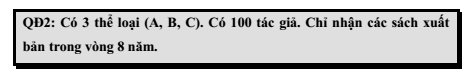 QĐ2: Có 3 thể loại (A, B, C). Có 100 tác giả. Chỉ nhận các sách xuất
bản trong vòng 8 năm.